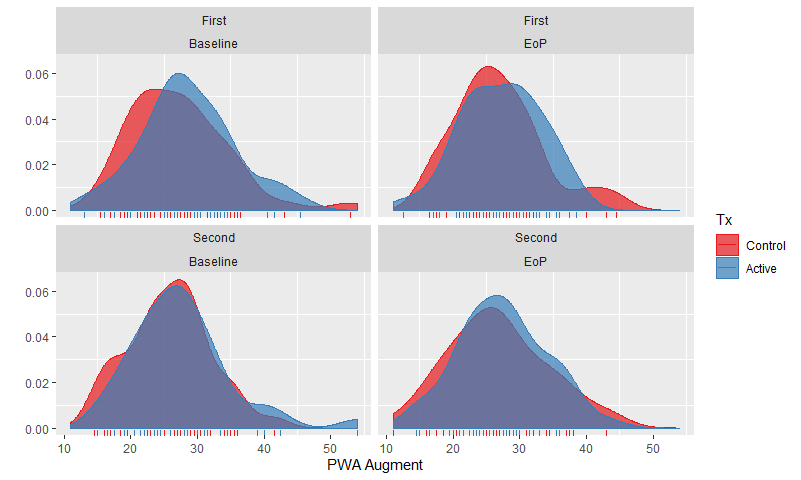 First
First
Baseline
EoP
0.06
0.04
0.02
0.00
Second
Second
Baseline
EoP
0.06
0.04
0.02
0.00
10 20 30 40 50
10 20 30 40 50
PWA Augment
Tx
Control
Active